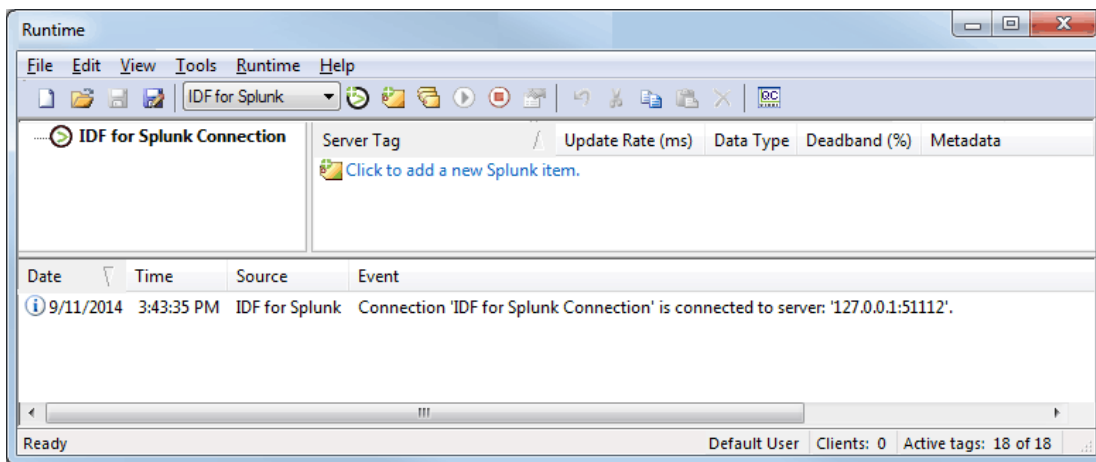 Runtime
File Edit View Tools Runtime Help
IDF for Splunk
QC
IDF for Splunk Connection
Server Tag Update Rate (ms) Data Type Deadband (%) Metadata
Click to add a new Splunk item.
Date Time Source Event
9/11/2014 3:43:35 PM IDF for Splunk Connection 'IDF for Splunk Connection' is connected to server: '127.0.0.1:51112'.
Ready Default User Clients: 0 Active tags: 18 of 18